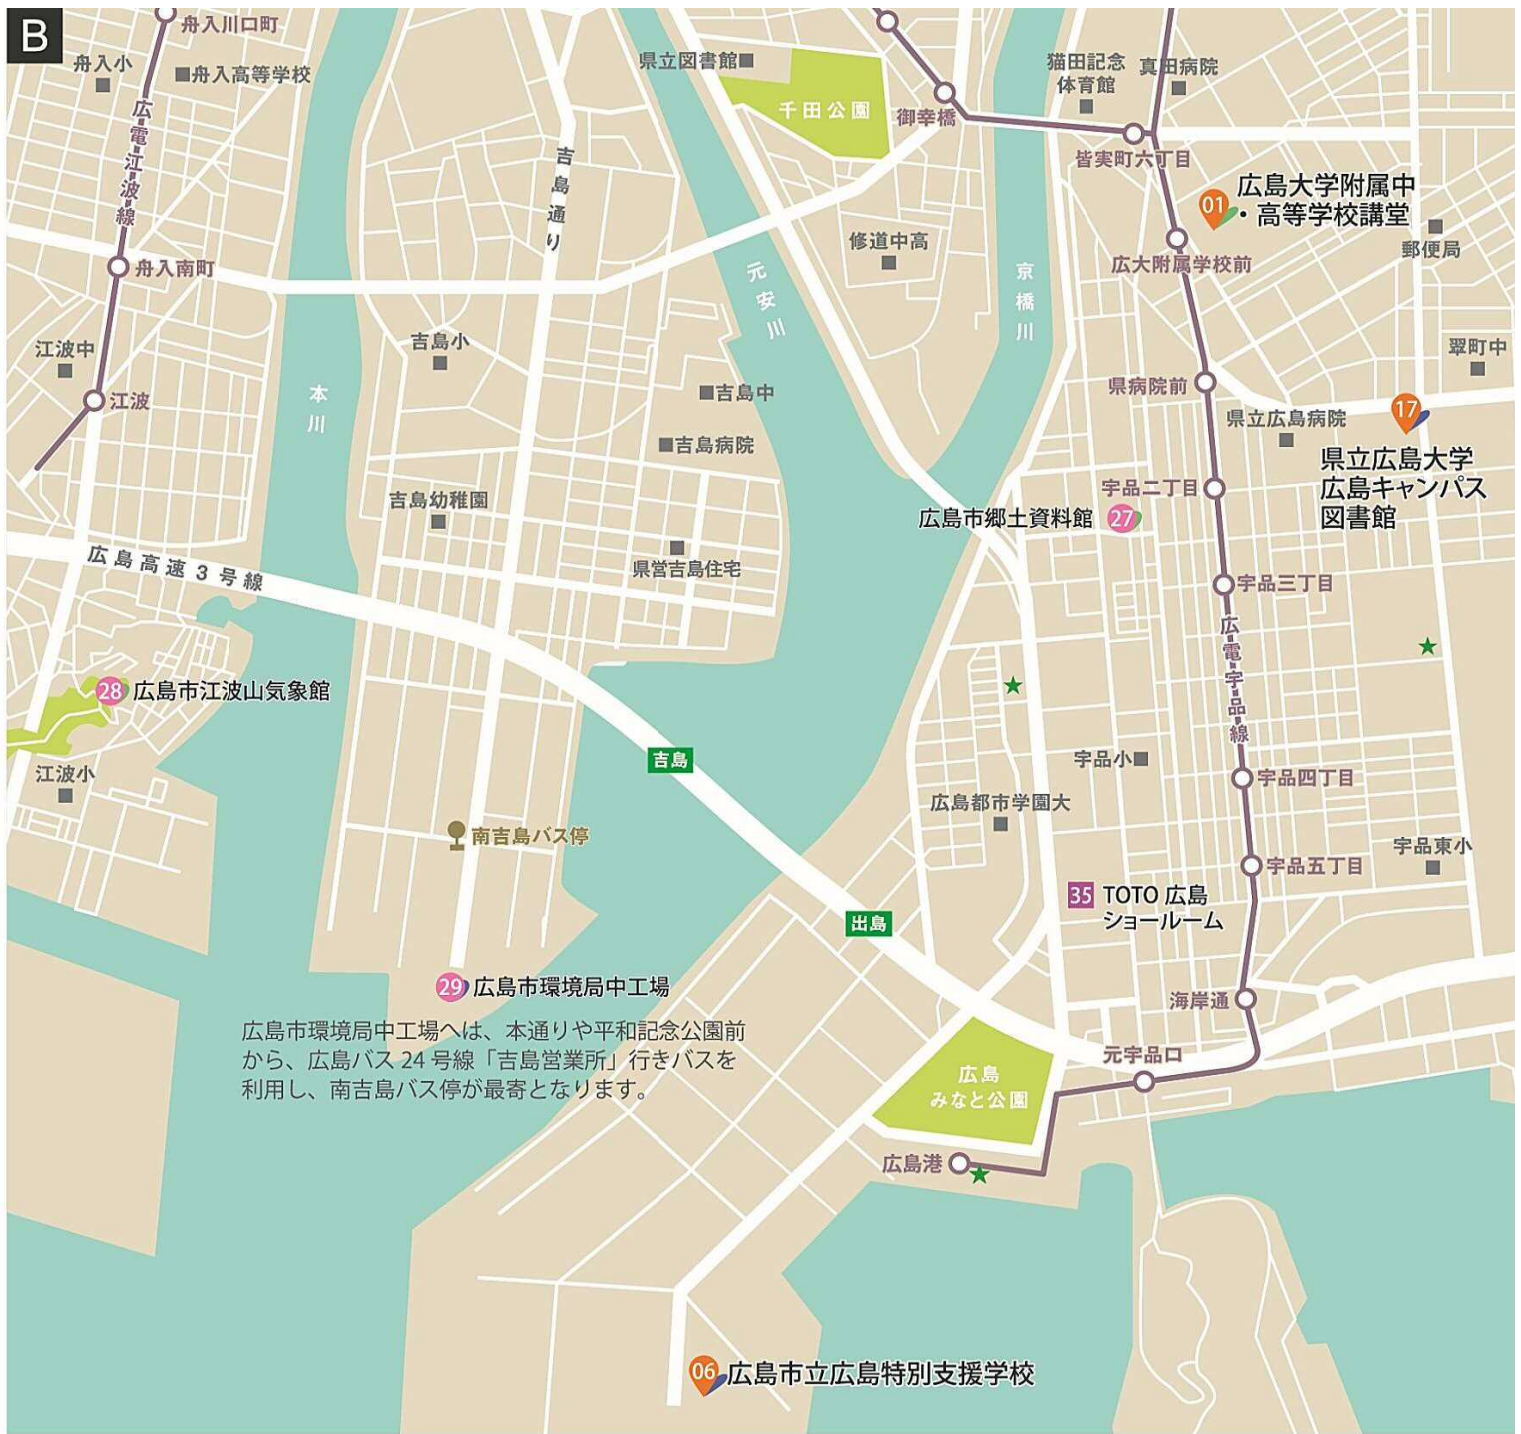 B
舟入川口町
舟入小
舟入高等学校
広電江波線
県立図書館
千田公園
御幸橋
猫田記念
体育館
真田病院
皆実町六丁目
吉島通り
01
広島大学附属中
・高等学校講堂
郵便局
修道中高
広大附属学校前
舟入南町
元安川
京橋川
江波中
吉島小
翠町中
江波
本川
吉島中
県病院前
17
県立広島病院
吉島病院
県立広島大学
広島キャンパス
図書館
吉島幼稚園
宇品二丁目
広島市郷土資料館
27
広島高速3号線
県営吉島住宅
宇品三丁目
広電宇品線
28
広島市江波山気象館
吉島
江波小
宇品小
宇品四丁目
広島都市学園大
南吉島バス停
宇品東小
宇品五丁目
35
TOTO 広島
ショールーム
出島
29
広島市環境局中工場
海岸通
広島市環境局中工場へは、本通りや平和記念公園前
から、広島バス 24 号線「吉島営業所」行きバスを
利用し、南吉島バス停が最寄となります。
元宇品口
広島
みなと公園
広島港
06
広島市立広島特別支援学校